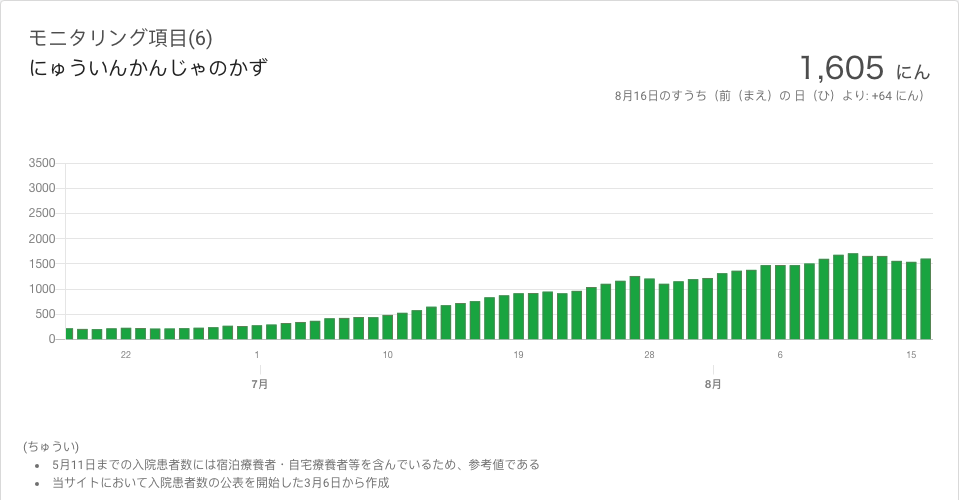 モニタリング項目(6)
にゅういんかんじゃのかず
1,605 にん
8月16日のすうち（前（まえ）の 日（ひ）より: +64 にん）
3500
3000
2500
2000
1500
1000
500
0
22 1 10 19 28 6 15
7月 8月
(ちゅうい)
• 5月11日までの入院患者数には宿泊療養者・自宅療養者等を含んでいるため、参考値である
• 当サイトにおいて入院患者数の公表を開始した3月6日から作成